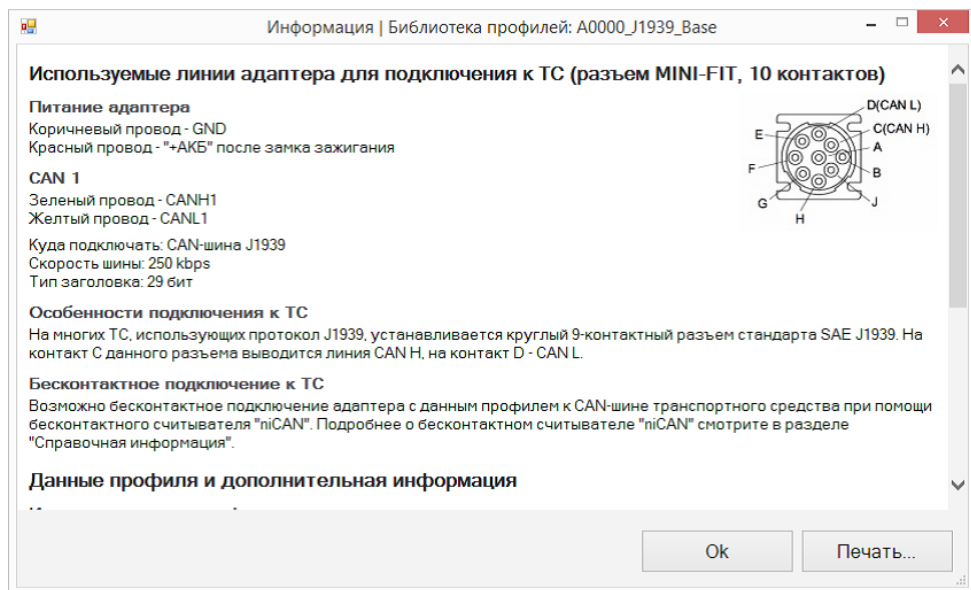 Информация | Библиотека профилей: A0000_J1939_Base
Используемые линии адаптера для подключения к ТС (разъем MINI-FIT, 10 контактов)
Питание адаптера
Коричневый провод - GND
Красный провод - "+АКБ" после замка зажигания
CAN 1
Зеленый провод - CANH1
Желтый провод - CANL1
Куда подключать: CAN-шина J1939
Скорость шины: 250 kbps
Тип заголовка: 29 бит
D(CAN L)
C(CAN H)
E
A
F
B
G
J
H
Особенности подключения к ТС
На многих ТС, использующих протокол J1939, устанавливается круглый 9-контактный разъем стандарта SAE J1939. На
контакт C данного разъема выводится линия CAN H, на контакт D - CAN L.
Бесконтактное подключение к ТС
Возможно бесконтактное подключение адаптера с данным профилем к CAN-шине транспортного средства при помощи
бесконтактного считывателя "niCAN". Подробнее о бесконтактном считывателе "niCAN" смотрите в разделе
"Справочная информация".
Данные профиля и дополнительная информация
Ok
Печать...